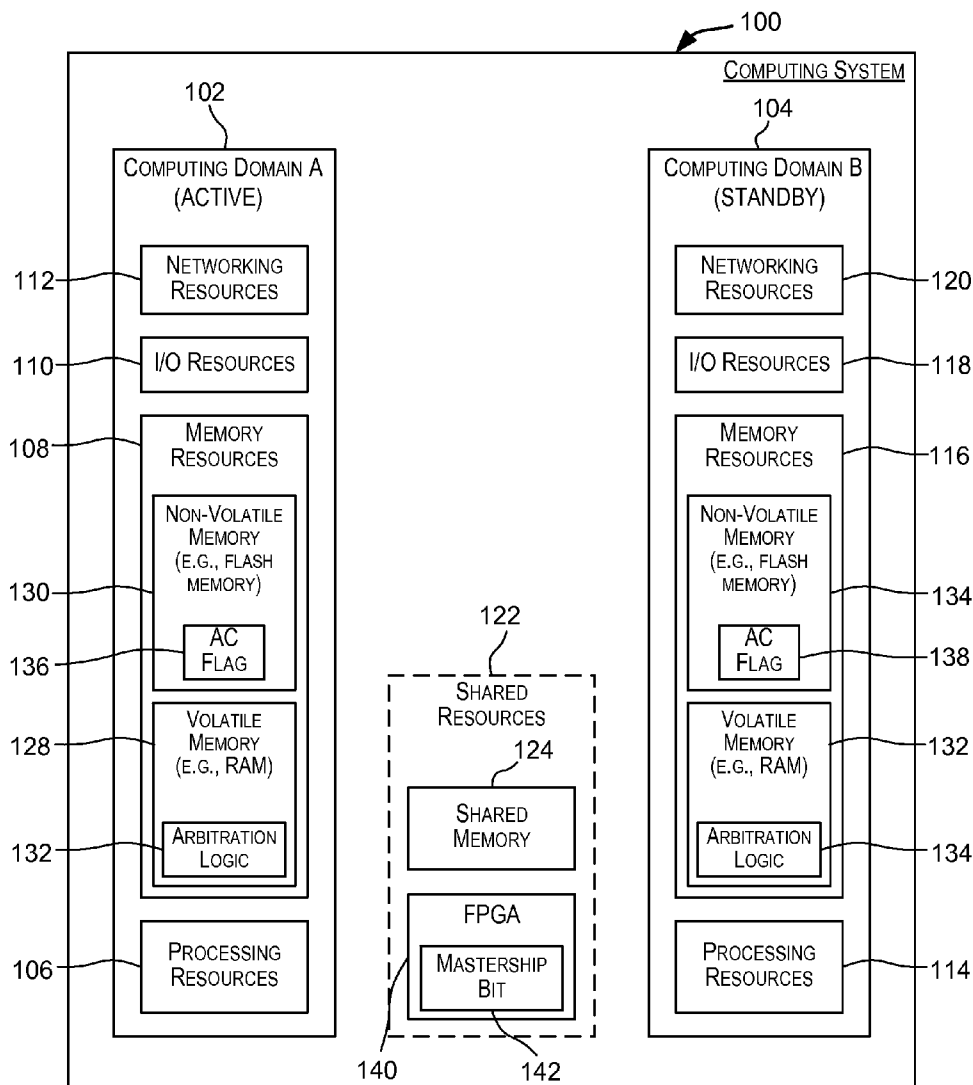 100
COMPUTING SYSTEM
102
COMPUTING DOMAIN A
(ACTIVE)
112
NETWORKING
RESOURCES
110
I/O RESOURCES
108
MEMORY
RESOURCES
130
NON-VOLATILE
MEMORY
(E.G., FLASH
MEMORY)
136
AC
FLAG
128
VOLATILE
MEMORY
(E.G., RAM)
132
ARBITRATION
LOGIC
106
PROCESSING
RESOURCES
122
SHARED
RESOURCES
124
SHARED
MEMORY
FPGA
MASTERSHIP
BIT
140
142
104
COMPUTING DOMAIN B
(STANDBY)
NETWORKING
RESOURCES
120
I/O RESOURCES
118
MEMORY
RESOURCES
116
NON-VOLATILE
MEMORY
(E.G., FLASH
MEMORY)
134
AC
FLAG
138
VOLATILE
MEMORY
(E.G., RAM)
132
ARBITRATION
LOGIC
134
PROCESSING
RESOURCES
114